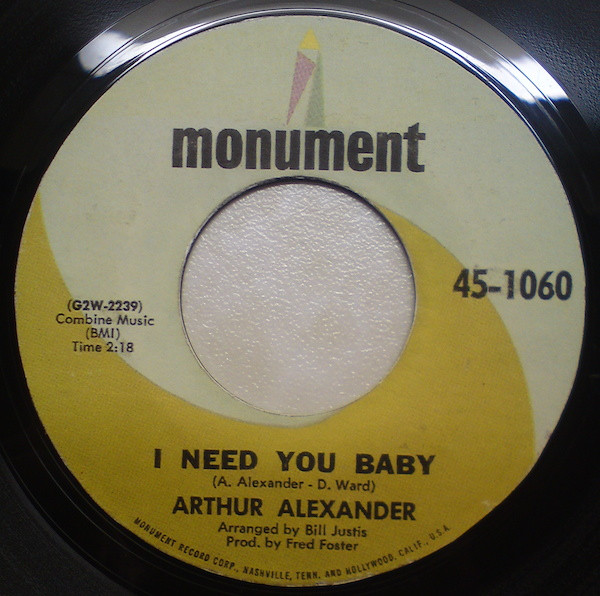 monument
45-1060
(G2W-2239)
Combine Music
(BMI)
Time 2:18
I NEED YOU BABY
(A. Alexander - D. Ward)
ARTHUR ALEXANDER
Arranged by Bill Justis
Prod. by Fred Foster
MONUMENT RECORD CORP., NASHVILLE, TENN. AND HOLLYWOOD, CALIF., U.S.A.